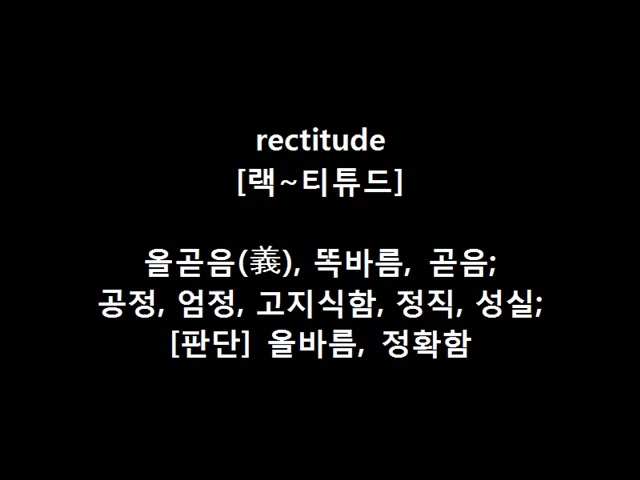 rectitude
[랙~티튜드]
올곧음(義), 똑바름, 곧음;
공정, 엄정, 고지식함, 정직, 성실;
[판단] 올바름, 정확함